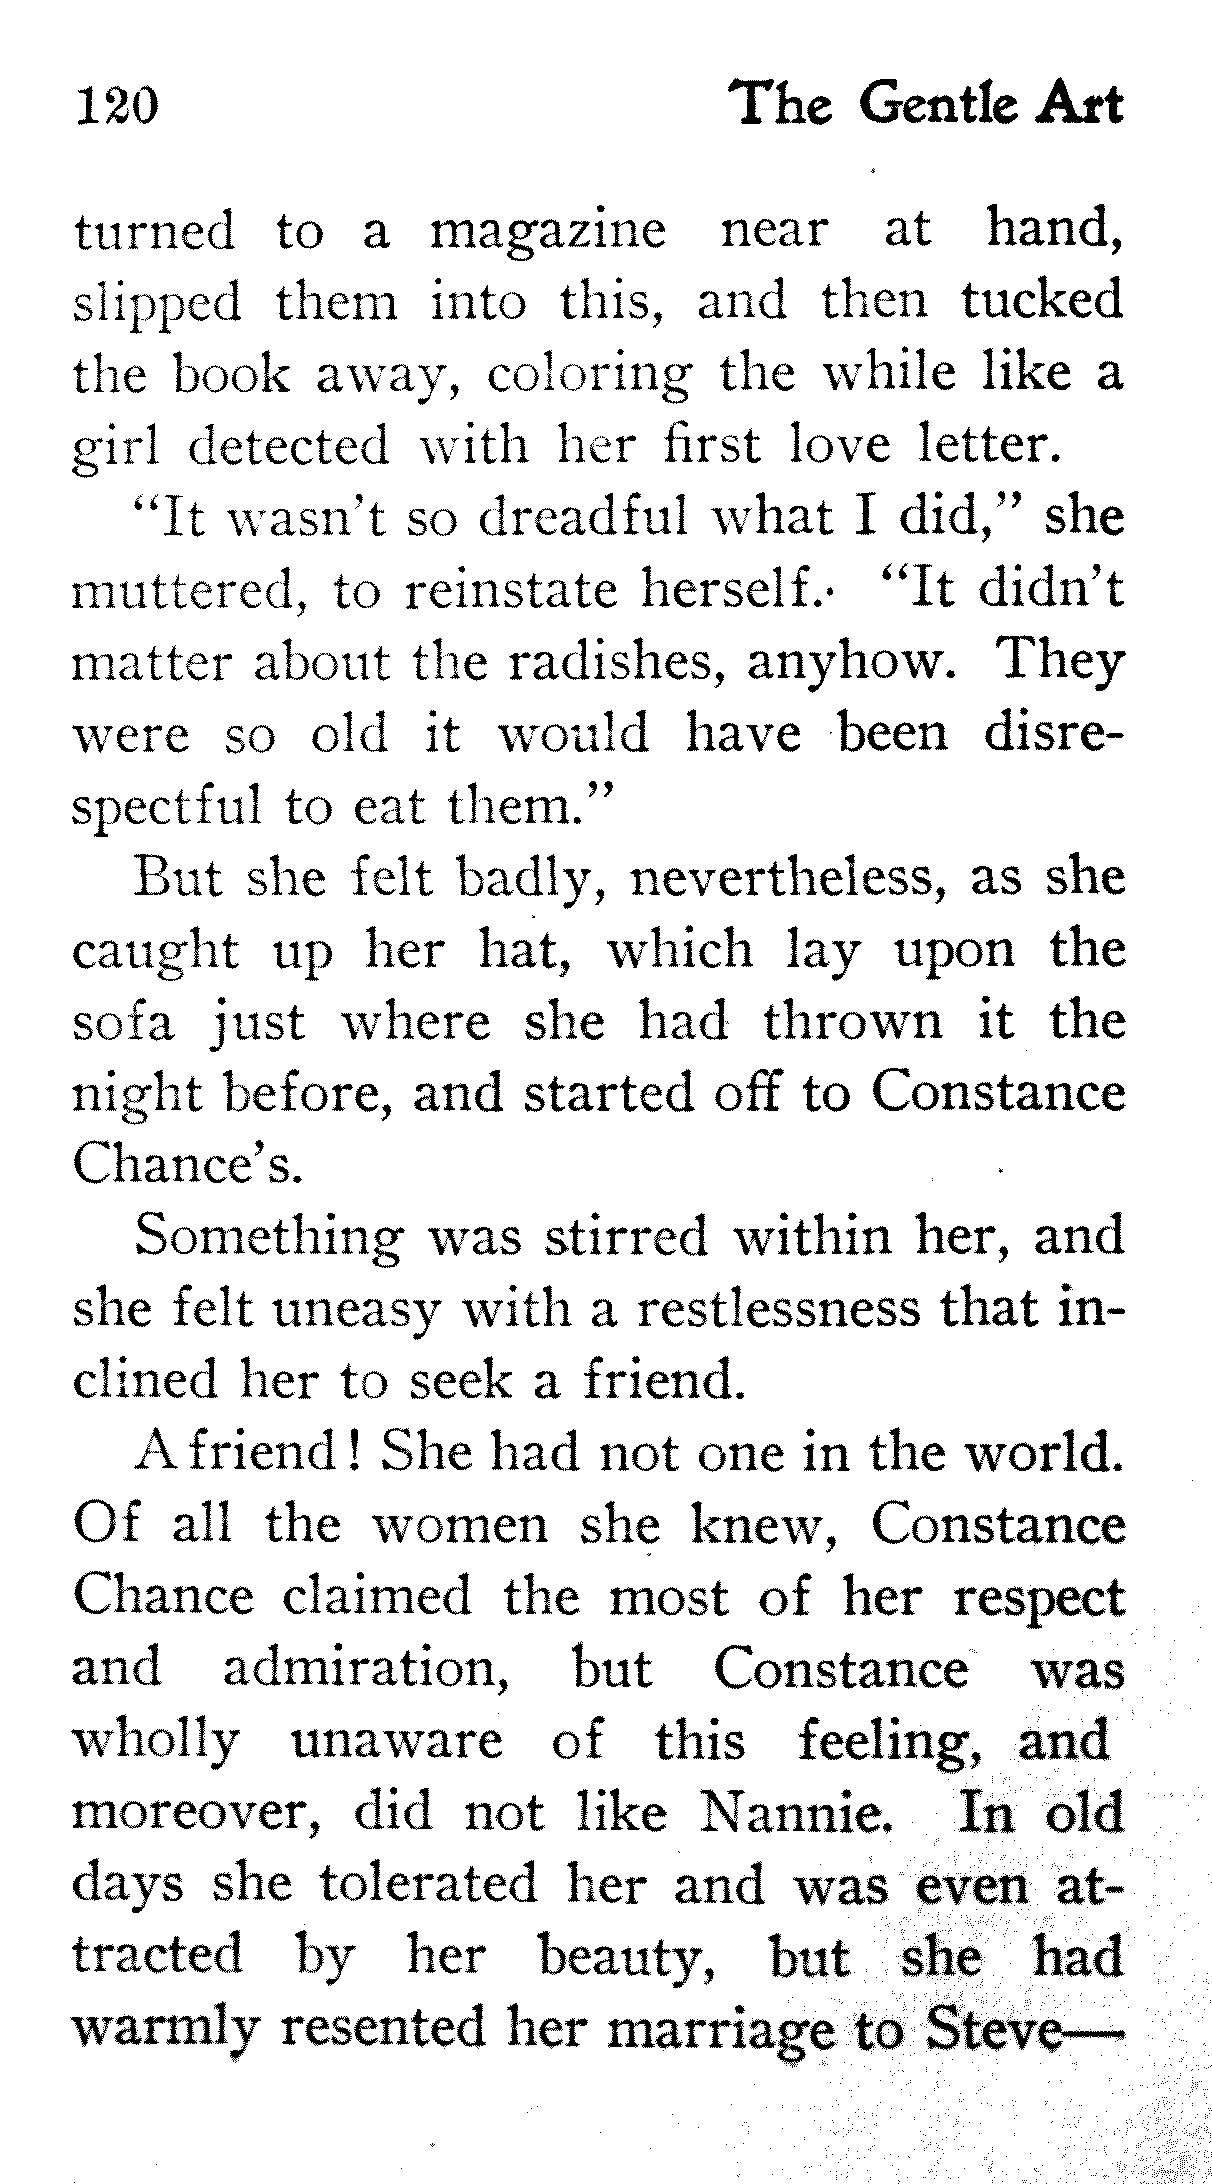 120 The Gentle Art
turned to a magazine near at hand,
slipped them into this, and then tucked
the book away, coloring the while like a
girl detected with her first love letter.
“It wasn’t so dreadful what I did,” she
muttered, to reinstate herself. “It didn’t
matter about the radishes, anyhow. They
were so old it would have been disre-
spectful to eat them.”
But she felt badly, nevertheless, as she
caught up her hat, which lay upon the
sofa just where she had thrown it the
night before, and started off to Constance
Chance’s.
Something was stirred within her, and
she felt uneasy with a restlessness that in-
clined her to seek a friend.
A friend! She had not one in the world.
Of all the women she knew, Constance
Chance claimed the most of her respect
and admiration, but Constance was
wholly unaware of this feeling, and
moreover, did not like Nannie. In old
days she tolerated her and was even at-
tracted by her beauty, but she had
warmly resented her marriage to Steve—